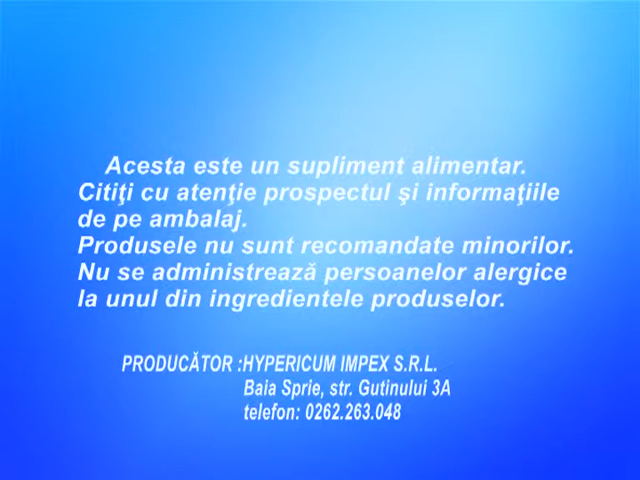 Acesta este un supliment alimentar.
Citiţi cu atenţie prospectul şi informaţiile
de pe ambalaj.
Produsele nu sunt recomandate minorilor.
Nu se administrează persoanelor alergice
la unul din ingredientele produselor.
PRODUCĂTOR :HYPERICUM IMPEX S.R.L.
Baia Sprie, str. Gutinului 3A
telefon: 0262.263.048